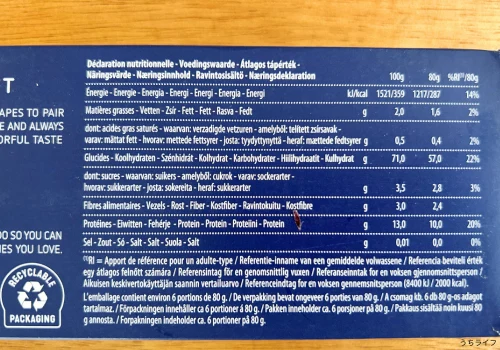 T
APES TO PAIR
E AND ALWAYS
ORFUL TASTE
DO SO YOU CAN
ES YOU LOVE.
RECYCLABLE
PACKAGING
Déclaration nutritionnelle - Voedingswaarde - Átlagos tápérték -
Näringsvärde - Næringsinnhold - Ravintosisältö - Næringsdeklaration 100g 80g %RI⁽¹⁾/80g
Énergie - Energie - Energia - Energi - Energi - Energia - Energi kJ/kcal 1521/359 1217/287 14%
Matières grasses - Vetten - Zsír - Fett - Fett - Rasva - Fedt g 2,0 1,6 2%
dont: acides gras saturés - waarvan: verzadigde vetzuren - amelyből: telített zsírsavak -
varav: mättat fett - hvorav: mettede fettsyrer - josta: tyydyttynyttä - heraf: mættede fedtsyrer g 0,5 0,4 2%
Glucides - Koolhydraten - Szénhidrát - Kolhydrat - Karbohydrater - Hiilihydraatit - Kulhydrat g 71,0 57,0 22%
dont: sucres - waarvan: suikers - amelyből: cukrok - varav: sockerarter -
hvorav: sukkerarter - josta: sokereita - heraf: sukkerarter g 3,5 2,8 3%
Fibres alimentaires - Vezels - Rost - Fiber - Kostfiber - Ravintokuitu - Kostfibre g 3,0 2,4
Protéines - Eiwitten - Fehérje - Protein - Protein - Proteiini - Protein g 13,0 10,0 20%
Sel - Zout - Só - Salt - Salt - Suola - Salt g 0,01 0,0 0%
⁽¹⁾RI = Apport de référence pour un adulte-type / Referentie-inname van een gemiddelde volwassene / Referencia beviteli érték
egy átlagos felnőtt számára / Referensintag för en genomsnittlig vuxen / Referanseinntak for en voksen gjennomsnittsperson /
Aikuisen keskivertokäyttäjän saannin vertailuarvo / Referenceindtag for en voksen gennemsnitsperson (8400 kJ / 2000 kcal).
L'emballage contient environ 6 portions de 80 g. / De verpakking bevat ongeveer 6 porties van 80 g. / A csomag kb. 6 db 80 g-os adagot
tartalmaz. / Förpackningen innehåller ca 6 portioner à 80 g. / Pakken inneholder ca. 6 porsjoner på 80 g. / Pakkaus sisältää noin kuusi 80
g annosta. / Forpakningen indeholder ca. 6 portioner på 80 g.
うちライフ